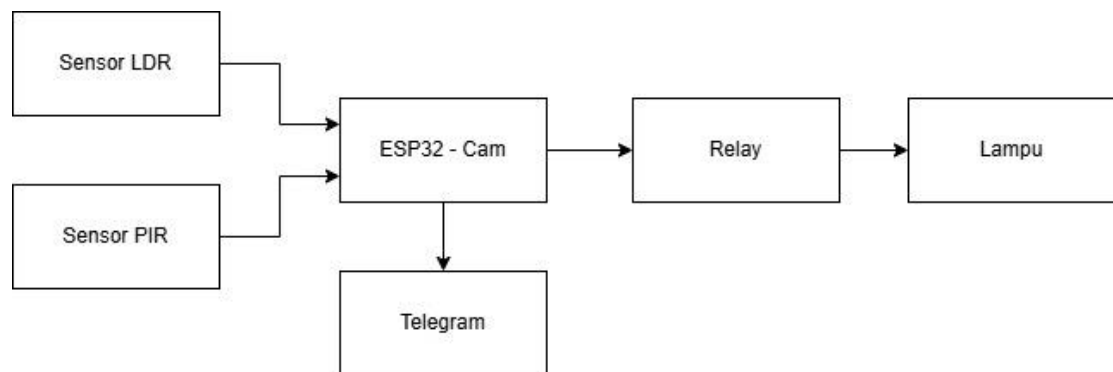 Sensor LDR
ESP32 - Cam
Relay
Lampu
Sensor PIR
Telegram